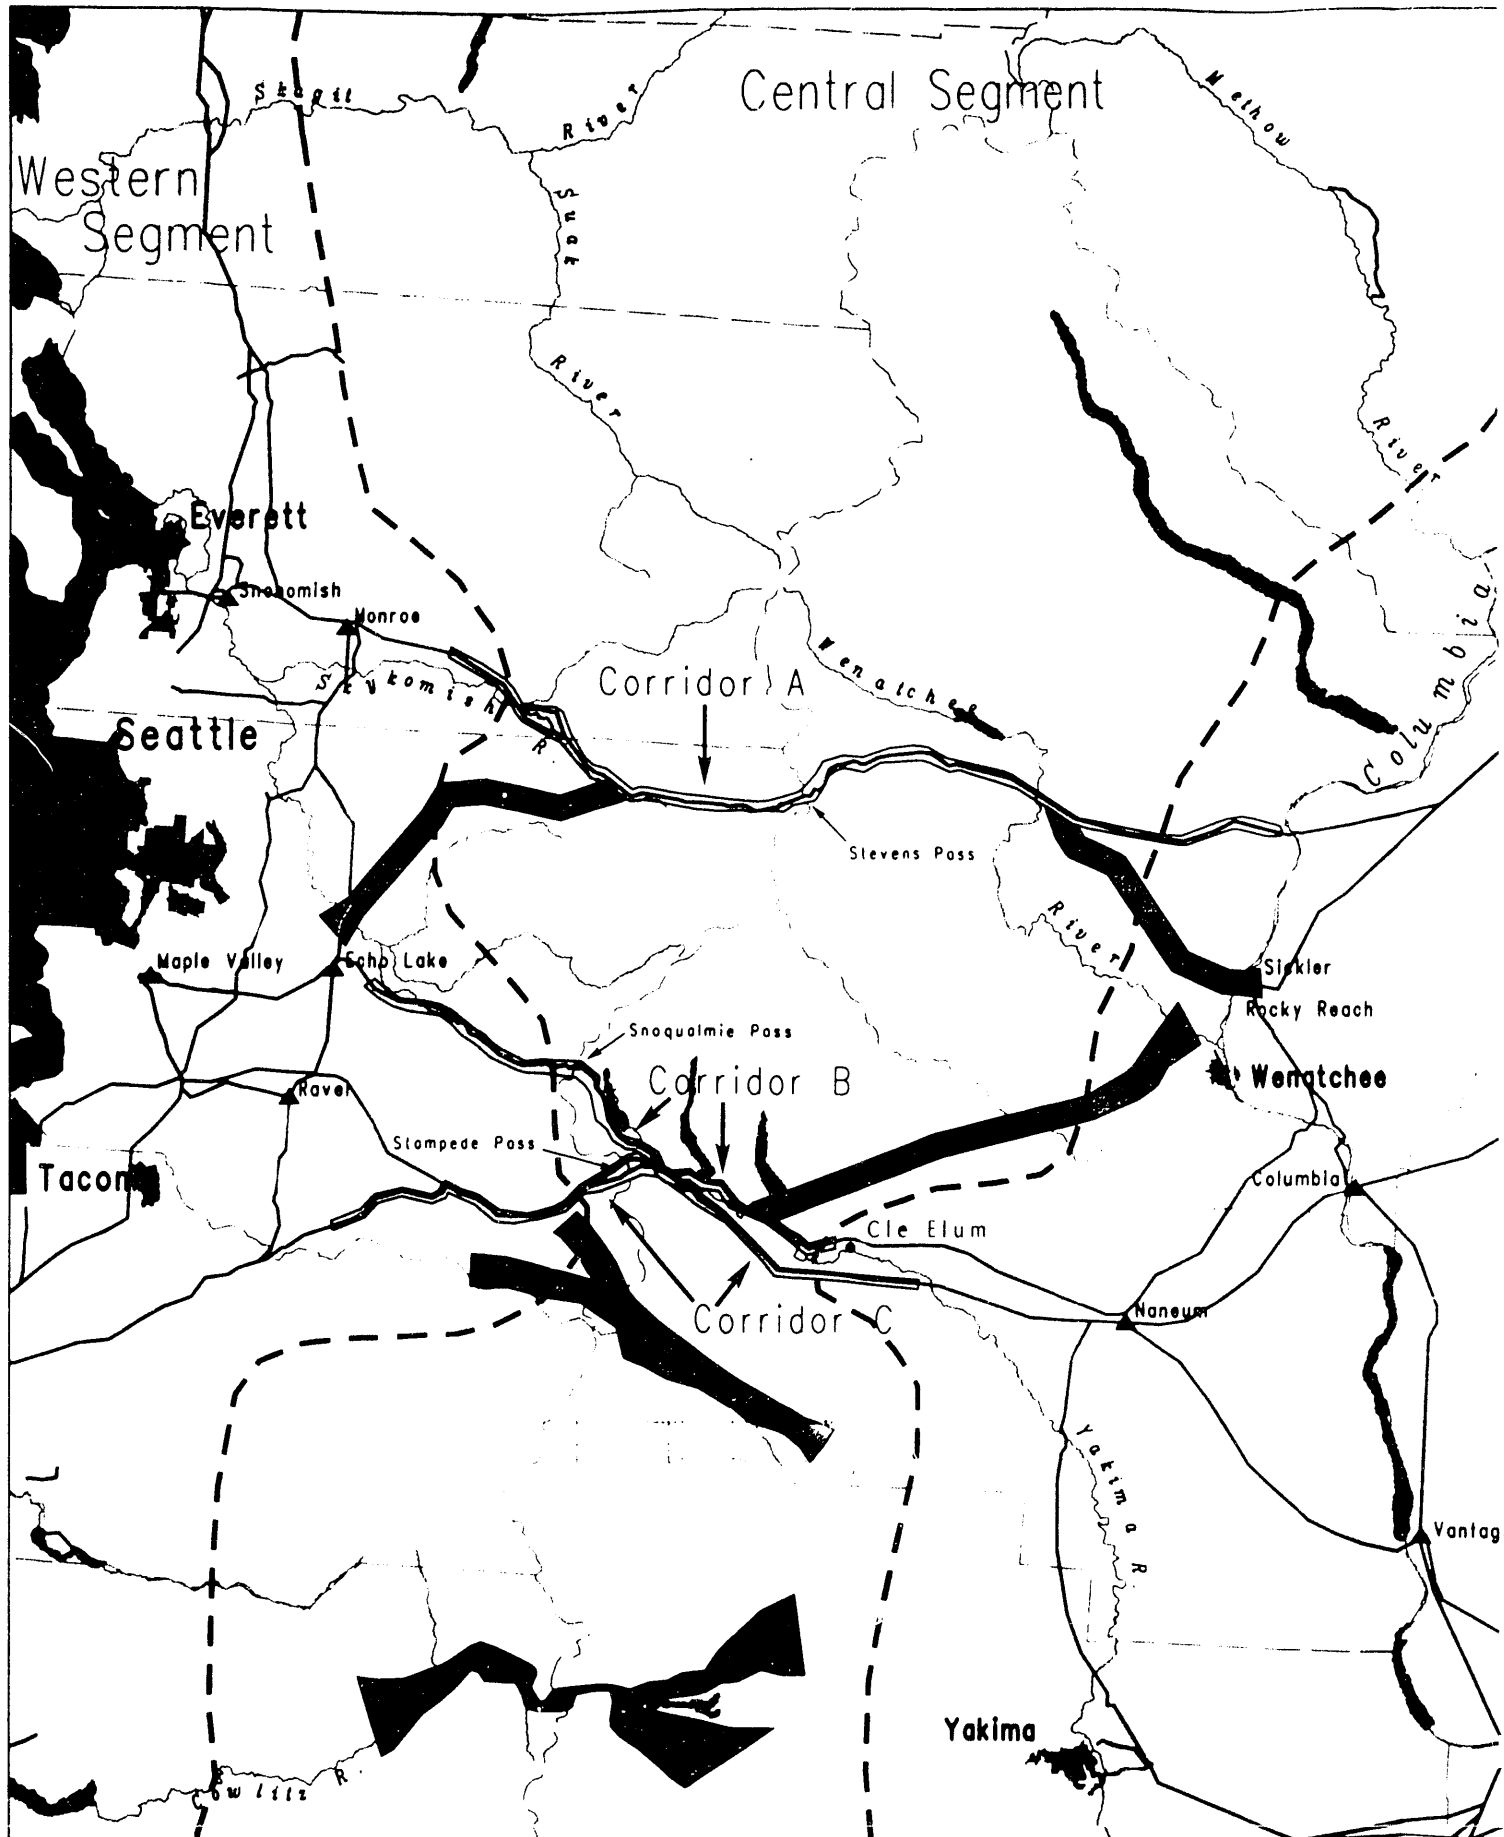 Central Segment
Skagit
River
Methow
Western
Segment
Suak
River
River
Everett
Snohomish
Monroe
Columbia
Wenatchee
Corridor A
Skykomish
R
Seattle
Stevens Pass
River
Maple Valley
Echo Lake
Sickler
Rocky Reach
Snoqualmie Pass
Corridor B
Wenatchee
Raver
Stampede Pass
Tacoma
Columbia
Cle Elum
Corridor C
Naneum
Yakima R
Vantag
Yakima
Cowlitz R.